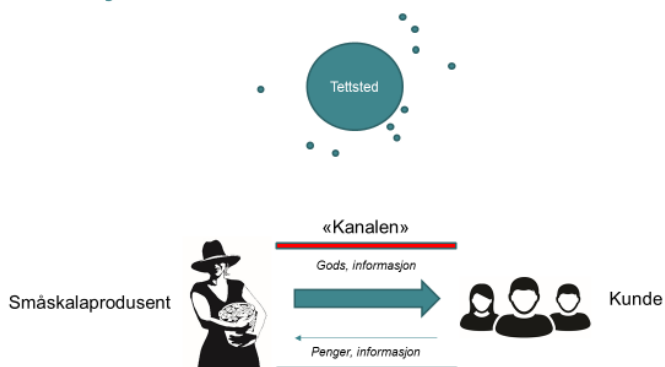 Tettsted
«Kanalen»
Gods, informasjon
Småskalaprodusent
Kunde
Penger, informasjon